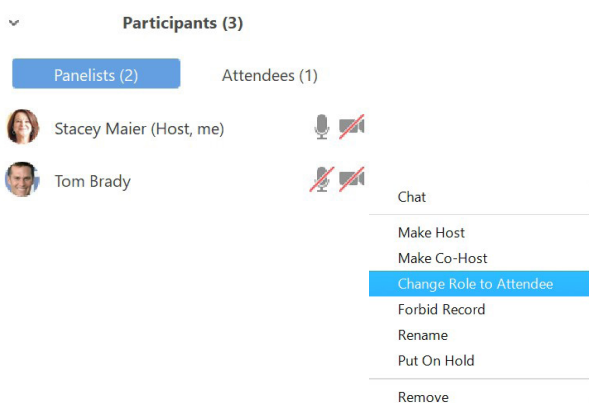 Participants (3)
Panelists (2) Attendees (1)
Stacey Maier (Host, me)
Tom Brady
Chat
Make Host
Make Co-Host
Change Role to Attendee
Forbid Record
Rename
Put On Hold
Remove